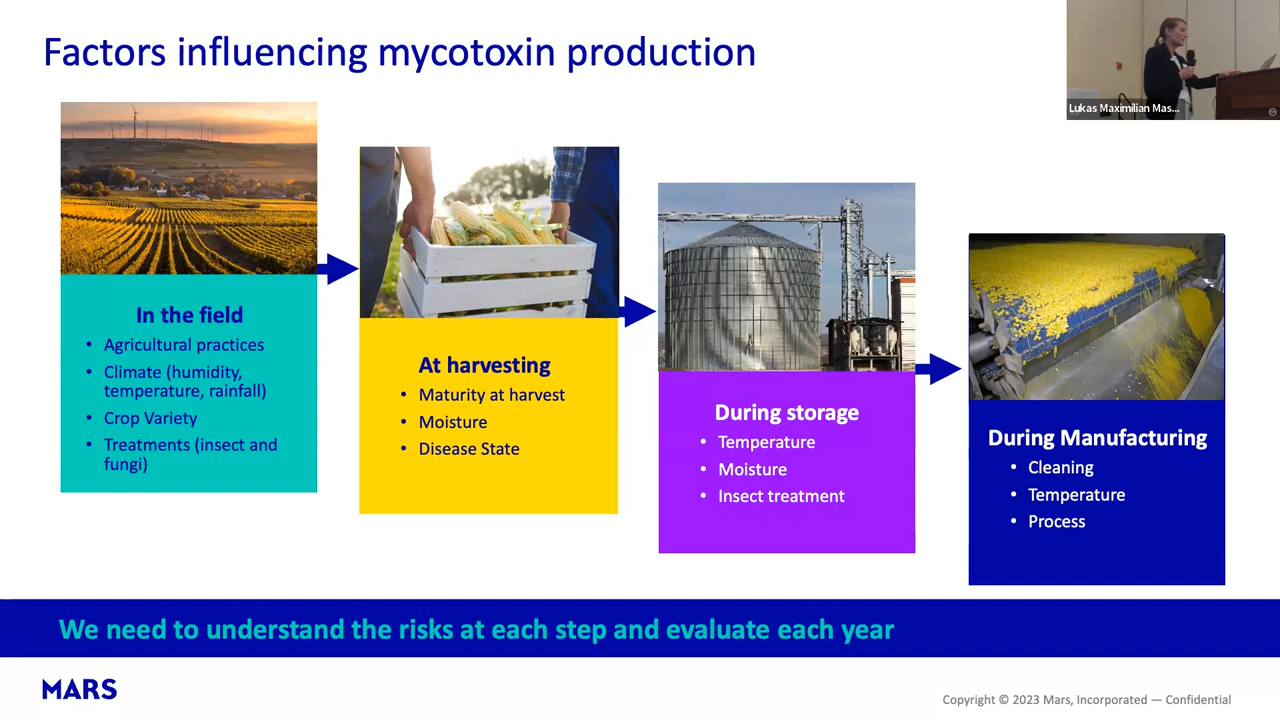 Factors influencing mycotoxin production
Lukas Maximilian Mas...
In the field
• Agricultural practices
• Climate (humidity,
temperature, rainfall)
• Crop Variety
• Treatments (insect and
fungi)
At harvesting
• Maturity at harvest
• Moisture
• Disease State
During storage
• Temperature
• Moisture
• Insect treatment
During Manufacturing
• Cleaning
• Temperature
• Process
We need to understand the risks at each step and evaluate each year
MARS
Copyright © 2023 Mars, Incorporated — Confidential